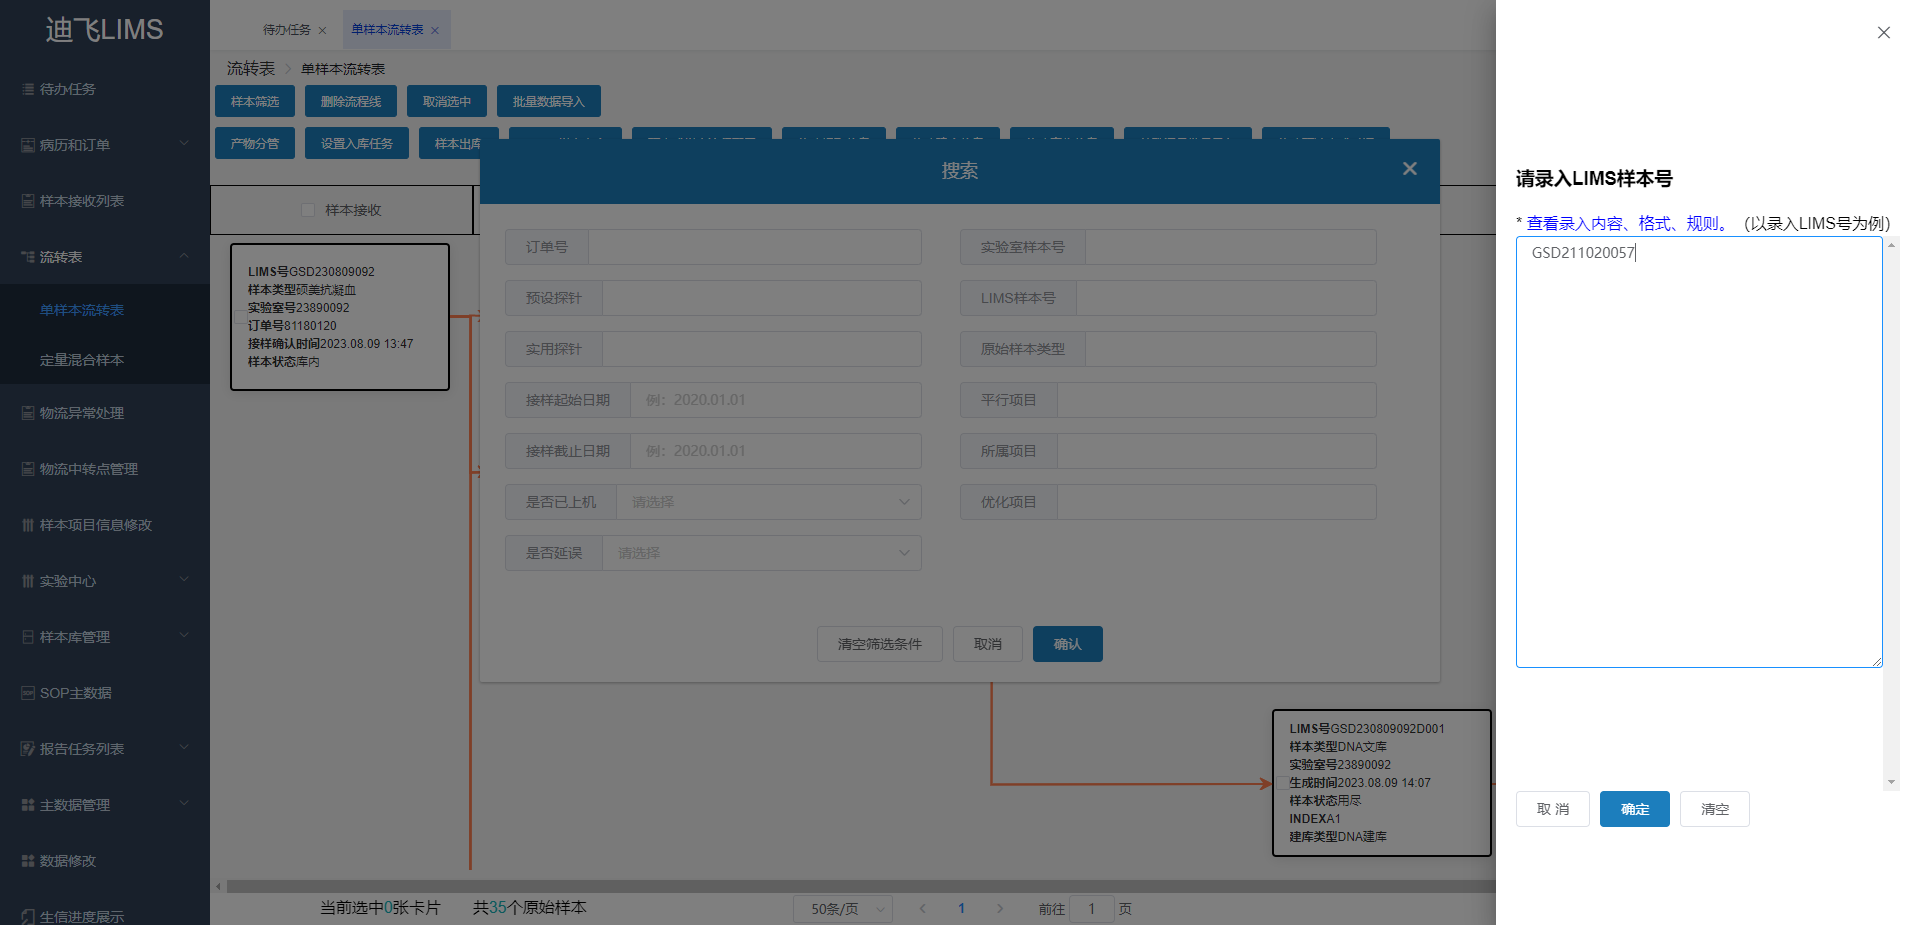 迪飞LIMS
待办任务
病历和订单
样本接收列表
流转表
单样本流转表
定量混合样本
物流异常处理
物流中转点管理
样本项目信息修改
实验中心
样本库管理
SOP主数据
报告任务列表
主数据管理
数据修改
生信进度展示
待办任务
单样本流转表
流转表
单样本流转表
样本筛选
删除流程线
取消选中
批量数据导入
产物分管
设置入库任务
样本出库
样本接收
LIMS号GSD230809092
样本类型硕美抗凝血
实验室号23890092
订单号81180120
接样确认时间2023.08.09 13:47
样本状态库内
搜索
订单号
实验室样本号
预设探针
LIMS样本号
实用探针
原始样本类型
接样起始日期
例：2020.01.01
平行项目
接样截止日期
例：2020.01.01
所属项目
是否已上机
请选择
优化项目
是否延误
请选择
清空筛选条件
取消
确认
LIMS号GSD230809092D001
样本类型DNA文库
实验室号23890092
生成时间2023.08.09 14:07
样本状态用尽
INDEXA1
建库类型DNA建库
当前选中0张卡片
共35个原始样本
50条/页
1
前往
1
页
请录入LIMS样本号
* 查看录入内容、格式、规则。（以录入LIMS号为例）
GSD211020057
取 消
确定
清空